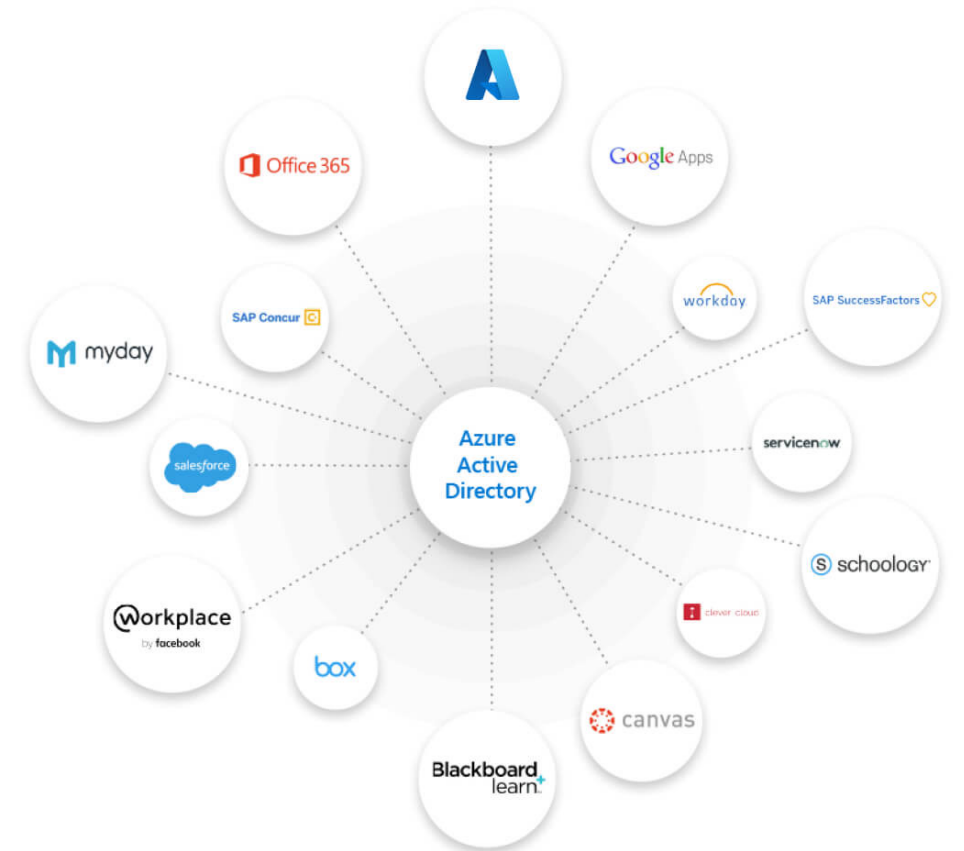 Office 365
Google Apps
SAP Concur C
workday
SAP SuccessFactors
myday
Azure
Active
Directory
salesforce
servicenow
S schoology
workplace
by facebook
clever cloud
box
canvas
Blackboard
learn